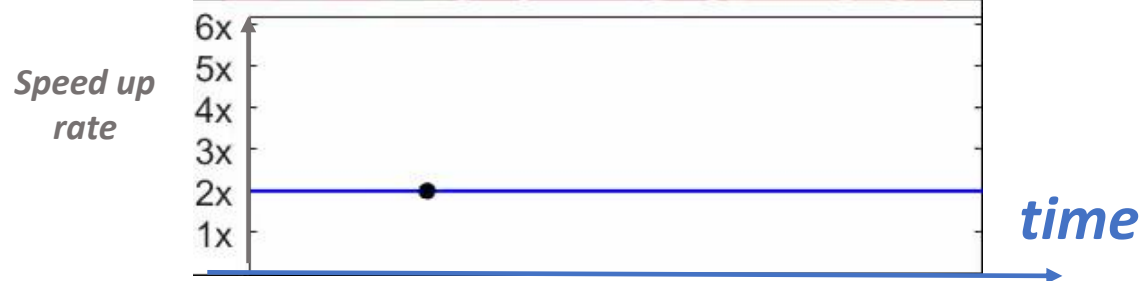 6x
5x
Speed up
rate
4x
3x
2x
1x
time